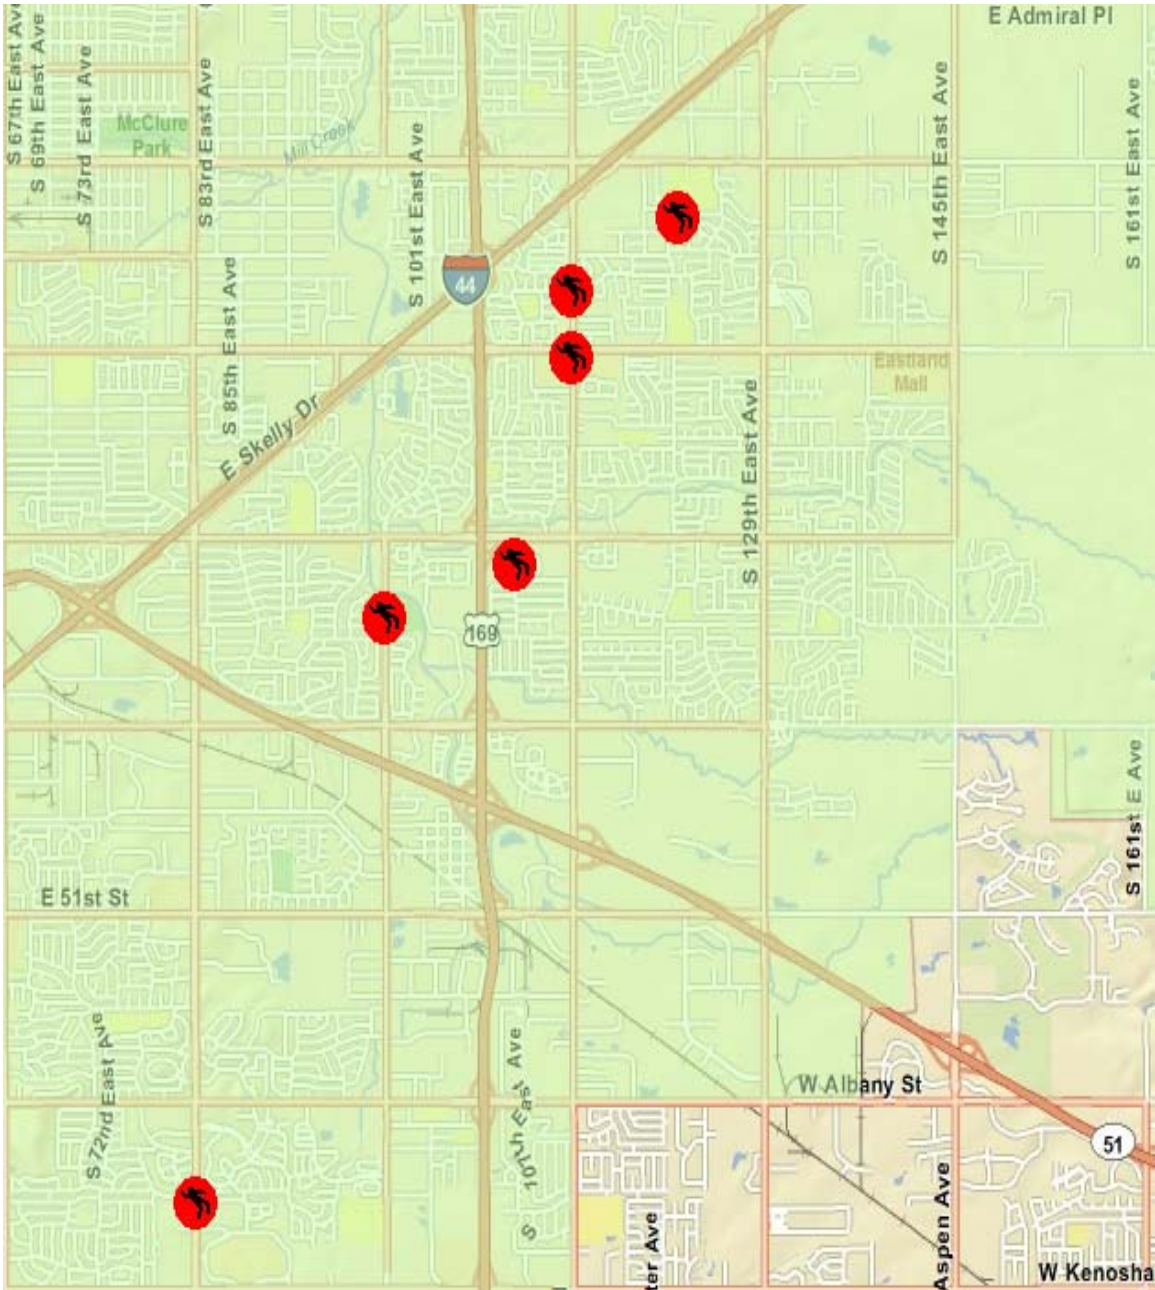 E Admiral Pl
S 67th East Ave
S 69th East Ave
S 73rd East Ave
S 83rd East Ave
McClure
Park
Mill Creek
S 101st East Ave
S 145th East Ave
S 161st East Ave
44
S 85th East Ave
E Skelly Dr
Eastland
Mall
S 129th East Ave
169
S 161st E Ave
E 51st St
S 72nd East Ave
S 107th East Ave
W Albany St
51
ter Ave
Aspen Ave
W Kenosha